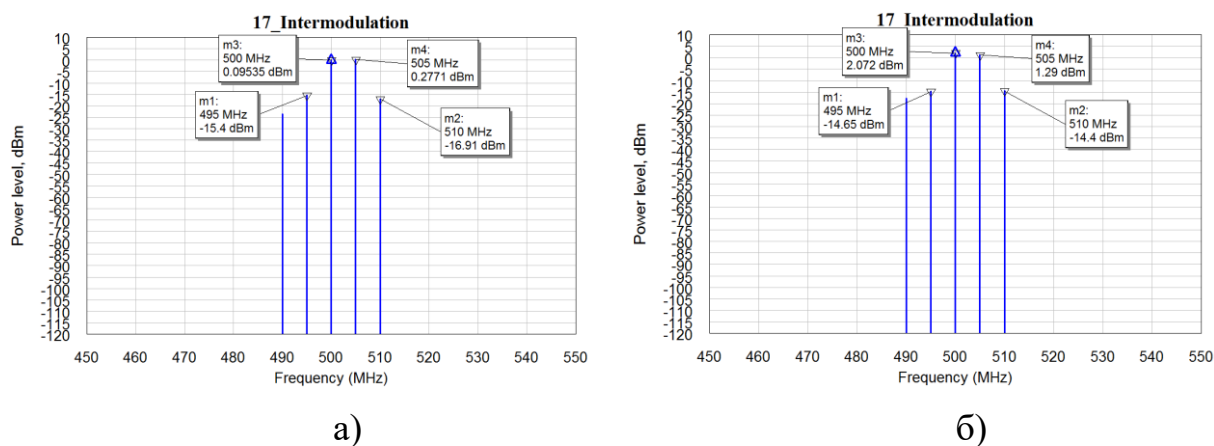 17_Intermodulation
10
5
0
-5
-10
-15
-20
-25
-30
-35
-40
-45
-50
-55
-60
-65
-70
-75
-80
-85
-90
-95
-100
-105
-110
-115
-120
Power level, dBm
m3:
500 MHz
0.09535 dBm
m4:
505 MHz
0.2771 dBm
m1:
495 MHz
-15.4 dBm
m2:
510 MHz
-16.91 dBm
450 460 470 480 490 500 510 520 530 540 550
Frequency (MHz)
а)
17_Intermodulation
10
5
0
-5
-10
-15
-20
-25
-30
-35
-40
-45
-50
-55
-60
-65
-70
-75
-80
-85
-90
-95
-100
-105
-110
-115
-120
Power level, dBm
m3:
500 MHz
2.072 dBm
m4:
505 MHz
1.29 dBm
m1:
495 MHz
-14.65 dBm
m2:
510 MHz
-14.4 dBm
450 460 470 480 490 500 510 520 530 540 550
Frequency (MHz)
б)